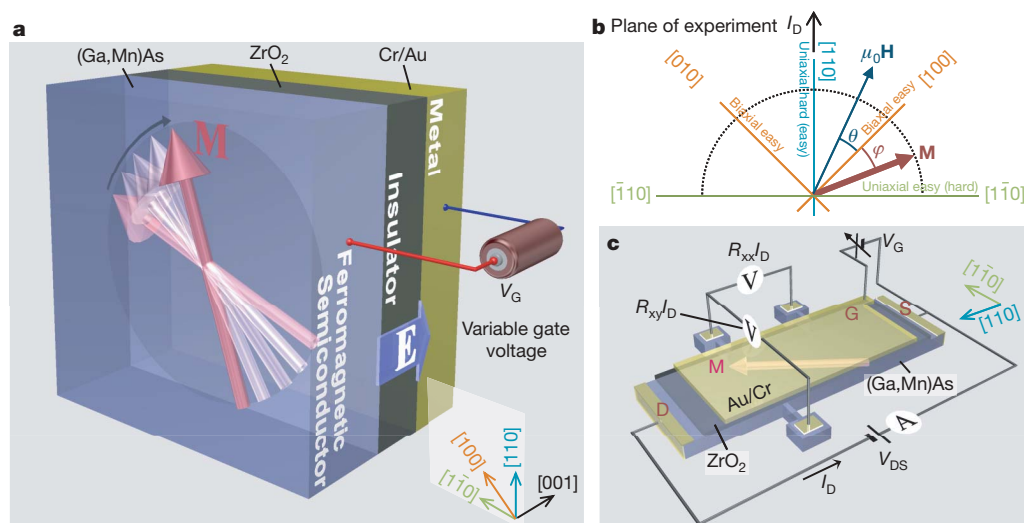 a
(Ga,Mn)As
ZrO2
Cr/Au
M
Metal
Insulator
Ferromagnetic
Semiconductor
E
VG
Variable gate
voltage
[100]
[110]
[11̄0]
[001]
b Plane of experiment
ID
[110]
Uniaxial hard (easy)
μ0H
[010]
Biaxial easy
[100]
Biaxial easy
θ
φ
M
[1̄10]
Uniaxial easy (hard)
[11̄0]
c
VG
RxxID
V
RxyID
V
G
S
[11̄0]
[110]
M
Au/Cr
(Ga,Mn)As
D
ZrO2
A
VDS
ID